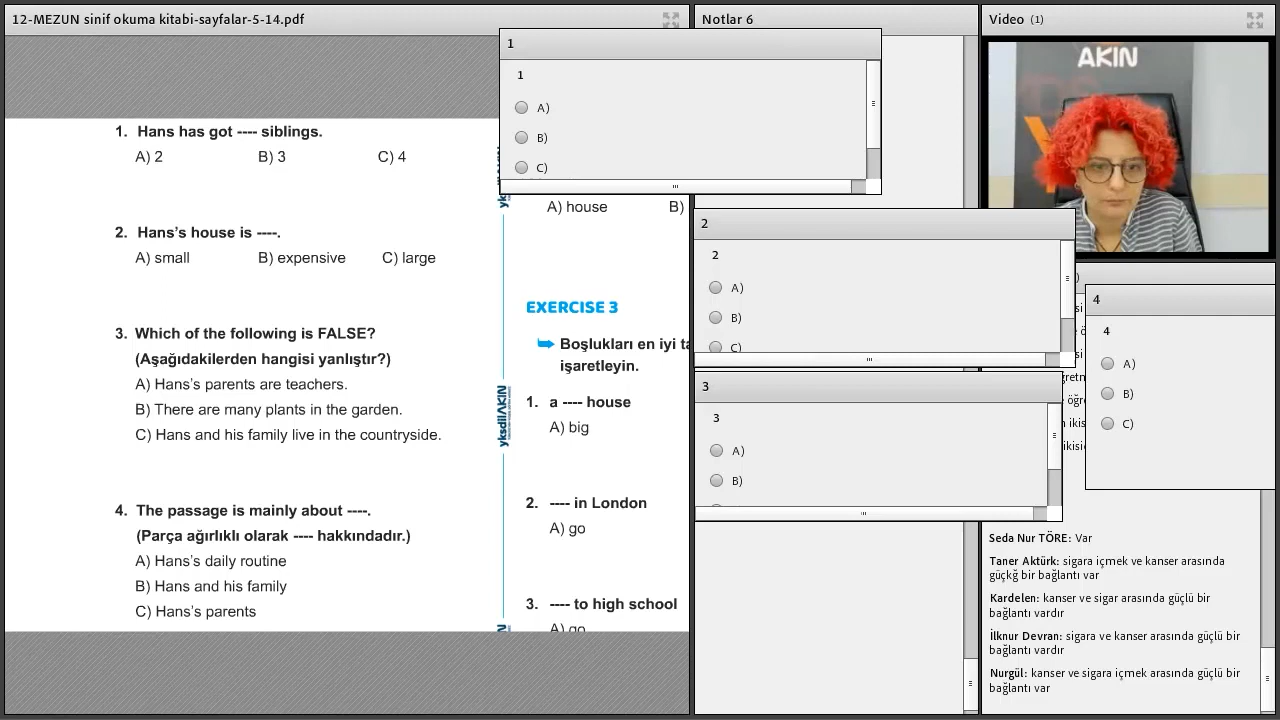 12-MEZUN sinif okuma kitabi-sayfalar-5-14.pdf
1. Hans has got ---- siblings.
A) 2 B) 3 C) 4
2. Hans's house is ----.
A) small B) expensive C) large
3. Which of the following is FALSE?
(Aşağıdakilerden hangisi yanlıştır?)
A) Hans's parents are teachers.
B) There are many plants in the garden.
C) Hans and his family live in the countryside.
4. The passage is mainly about ----.
(Parça ağırlıklı olarak ---- hakkındadır.)
A) Hans's daily routine
B) Hans and his family
C) Hans's parents
yksdilAKIN
A) house B)
EXERCISE 3
Boşlukları en iyi ta
işaretleyin.
1. a ---- house
A) big
2. ---- in London
A) go
3. ---- to high school
A) go
Notlar 6
1
1
A)
B)
C)
2
2
A)
B)
C)
3
3
A)
B)
Video (1)
AKIN
4
4
A)
B)
C)
Seda Nur TÖRE: Var
Taner Aktürk: sigara içmek ve kanser arasında
güçkğ bir bağlantı var
Kardelen: kanser ve sigar arasında güçlü bir
bağlantı vardır
İlknur Devran: sigara ve kanser arasında güçlü bir
bağlantı vardır
Nurgül: kanser ve sigara içmek arasında güçlü bir
bağlantı var